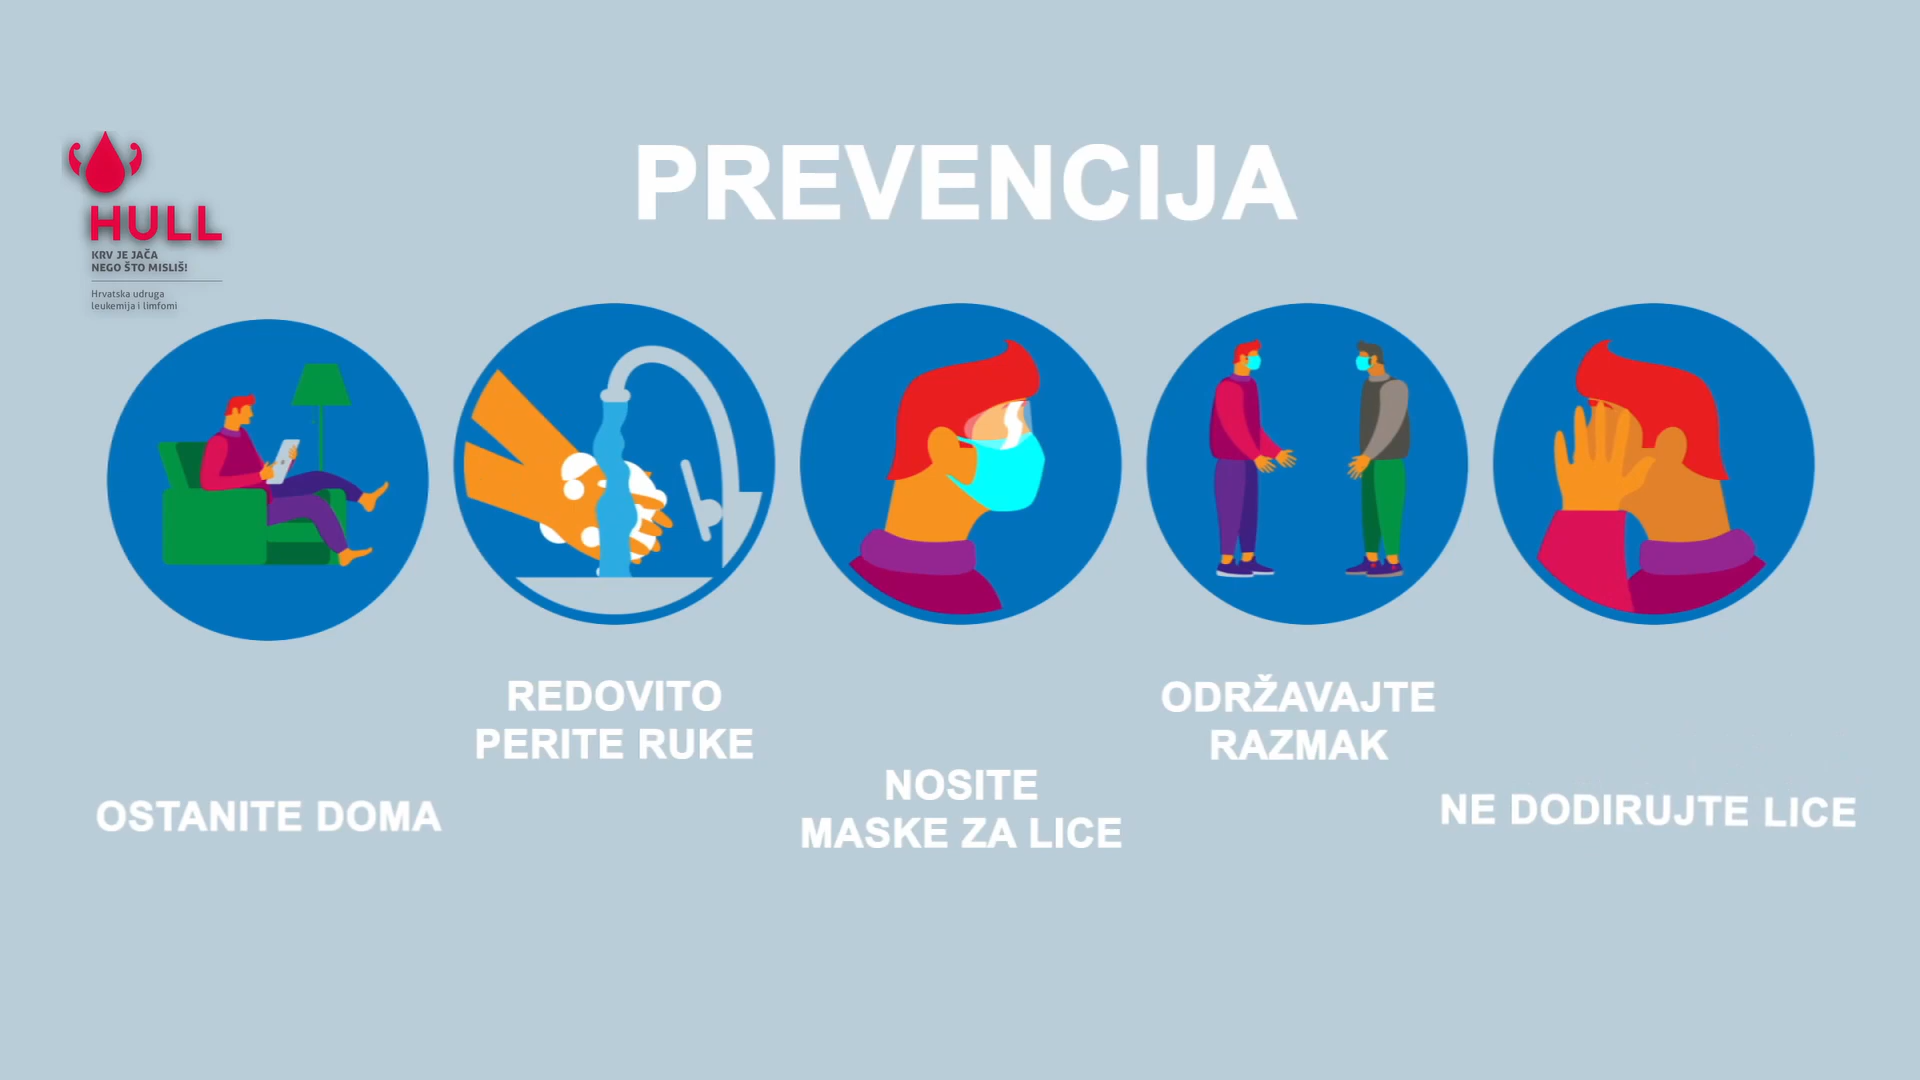 PREVENCIJA
HULL
KRV JE JAČA
NEGO ŠTO MISLIŠ!
Hrvatska udruga
leukemija i limfomi
OSTANITE DOMA
REDOVITO
PERITE RUKE
NOSITE
MASKE ZA LICE
ODRŽAVAJTE
RAZMAK
NE DODIRUJTE LICE